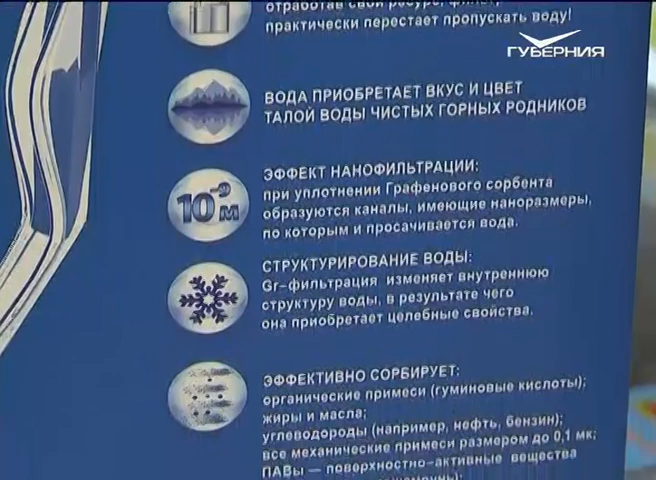 отработав свой ресурс,
практически перестает пропускать воду!
ГУБЕРНИЯ
ВОДА ПРИОБРЕТАЕТ ВКУС И ЦВЕТ
ТАЛОЙ ВОДЫ ЧИСТЫХ ГОРНЫХ РОДНИКОВ
ЭФФЕКТ НАНОФИЛЬТРАЦИИ:
при уплотнении Графенового сорбента
образуются каналы, имеющие наноразмеры,
по которым и просачивается вода.
10⁻⁹
м
СТРУКТУРИРОВАНИЕ ВОДЫ:
Gr-фильтрация изменяет внутреннюю
структуру воды, в результате чего
она приобретает целебные свойства.
ЭФФЕКТИВНО СОРБИРУЕТ:
органические примеси (гуминовые кислоты);
жиры и масла;
углеводороды (например, нефть, бензин);
все механические примеси размером до 0,1 мк;
ПАВы — поверхностно-активные вещества